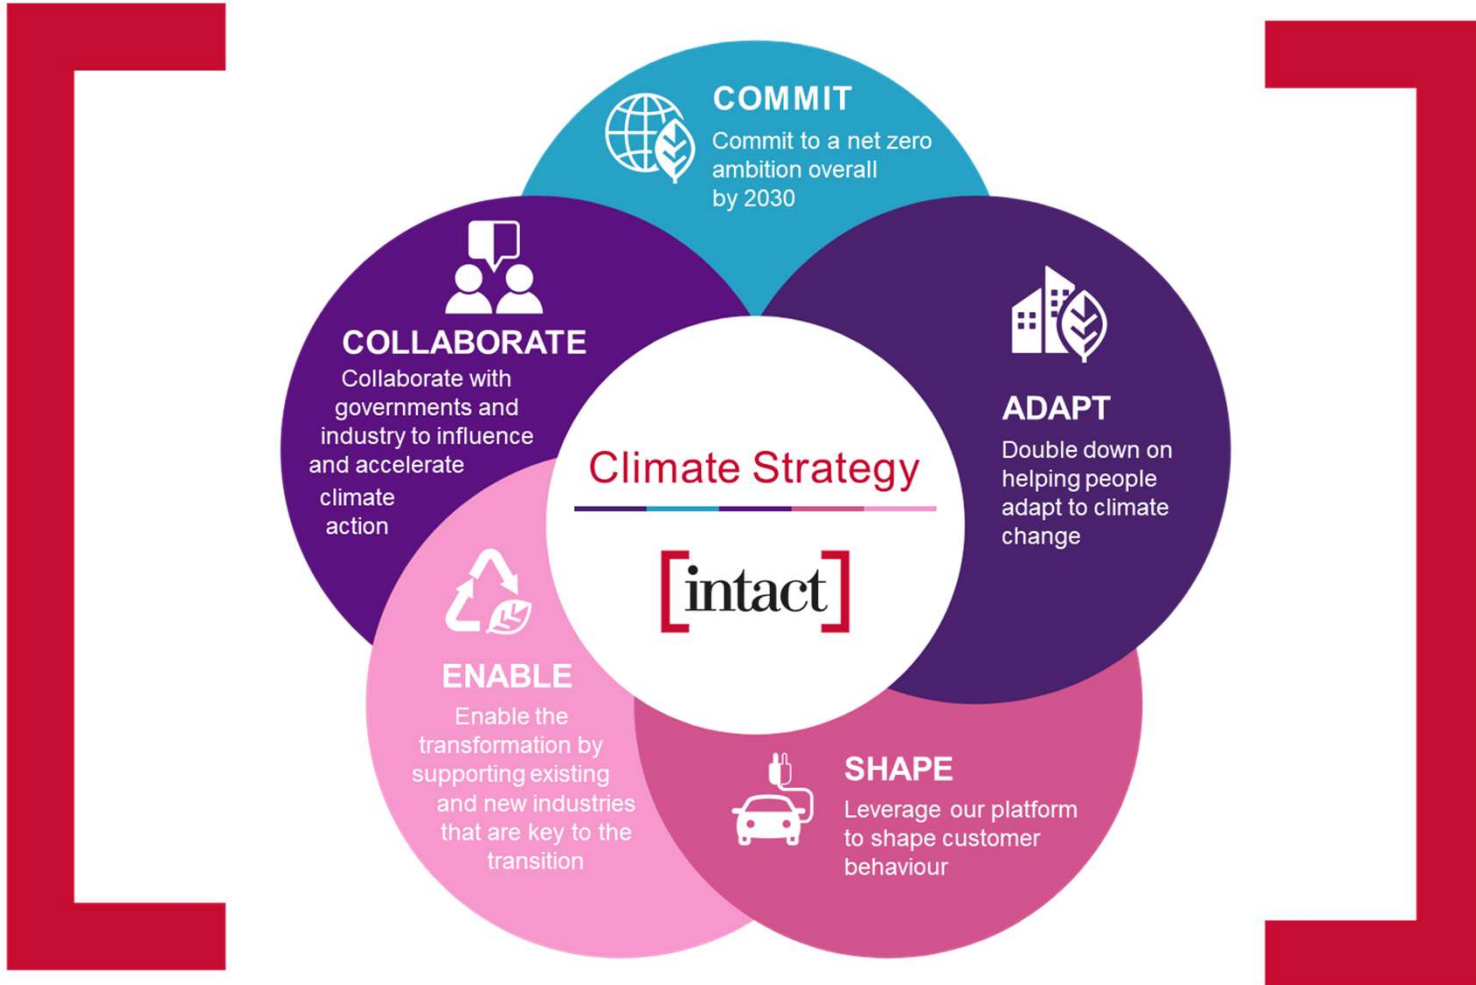 COMMIT
Commit to a net zero
ambition overall
by 2030
ADAPT
Double down on
helping people
adapt to climate
change
SHAPE
Leverage our platform
to shape customer
behaviour
ENABLE
Enable the
transformation by
supporting existing
and new industries
that are key to the
transition
COLLABORATE
Collaborate with
governments and
industry to influence
and accelerate
climate
action
Climate Strategy
[intact]